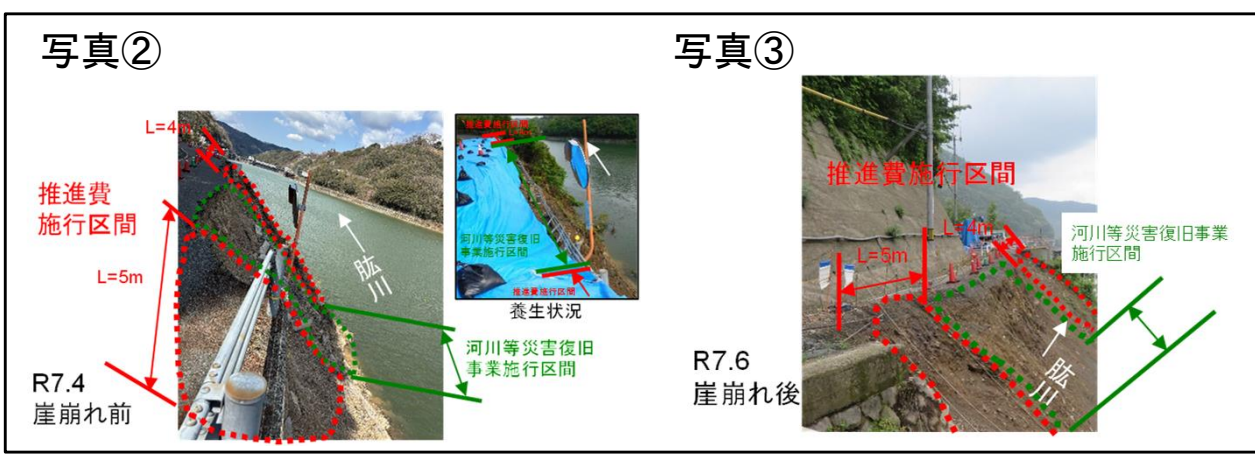 写真②
L=4m
推進費
施行区間
L=5m
肱川
R7.4
崖崩れ前
推進費施行区間
河川等災害復旧
事業施行区間
推進費施行区間
養生状況
河川等災害復旧
事業施行区間
写真③
推進費施行区間
L=4m
L=5m
河川等災害復旧事業
施行区間
肱川
R7.6
崖崩れ後